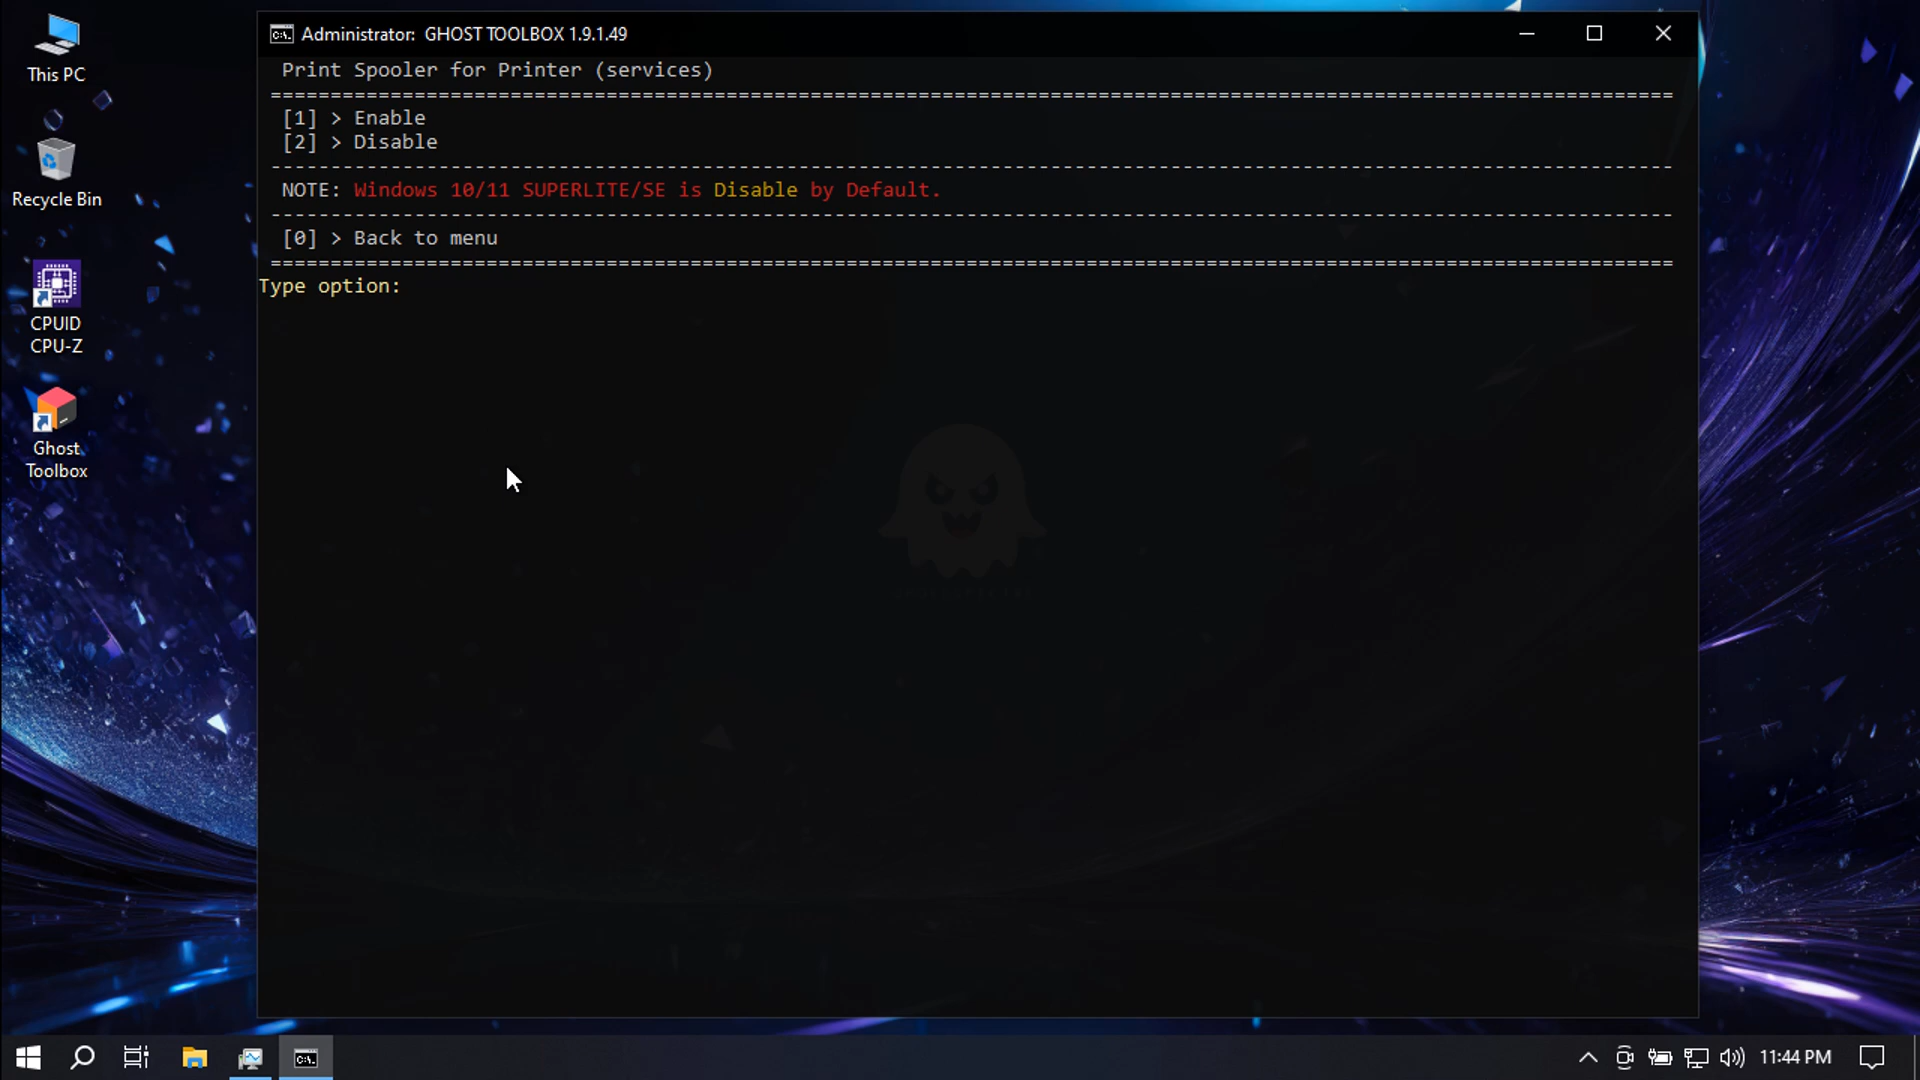 This PC
Recycle Bin
CPUID
CPU-Z
Ghost
Toolbox
Administrator:  GHOST TOOLBOX 1.9.1.49
Print Spooler for Printer (services)
[1] > Enable
[2] > Disable
NOTE: Windows 10/11 SUPERLITE/SE is Disable by Default.
[0] > Back to menu
Type option:
11:44 PM